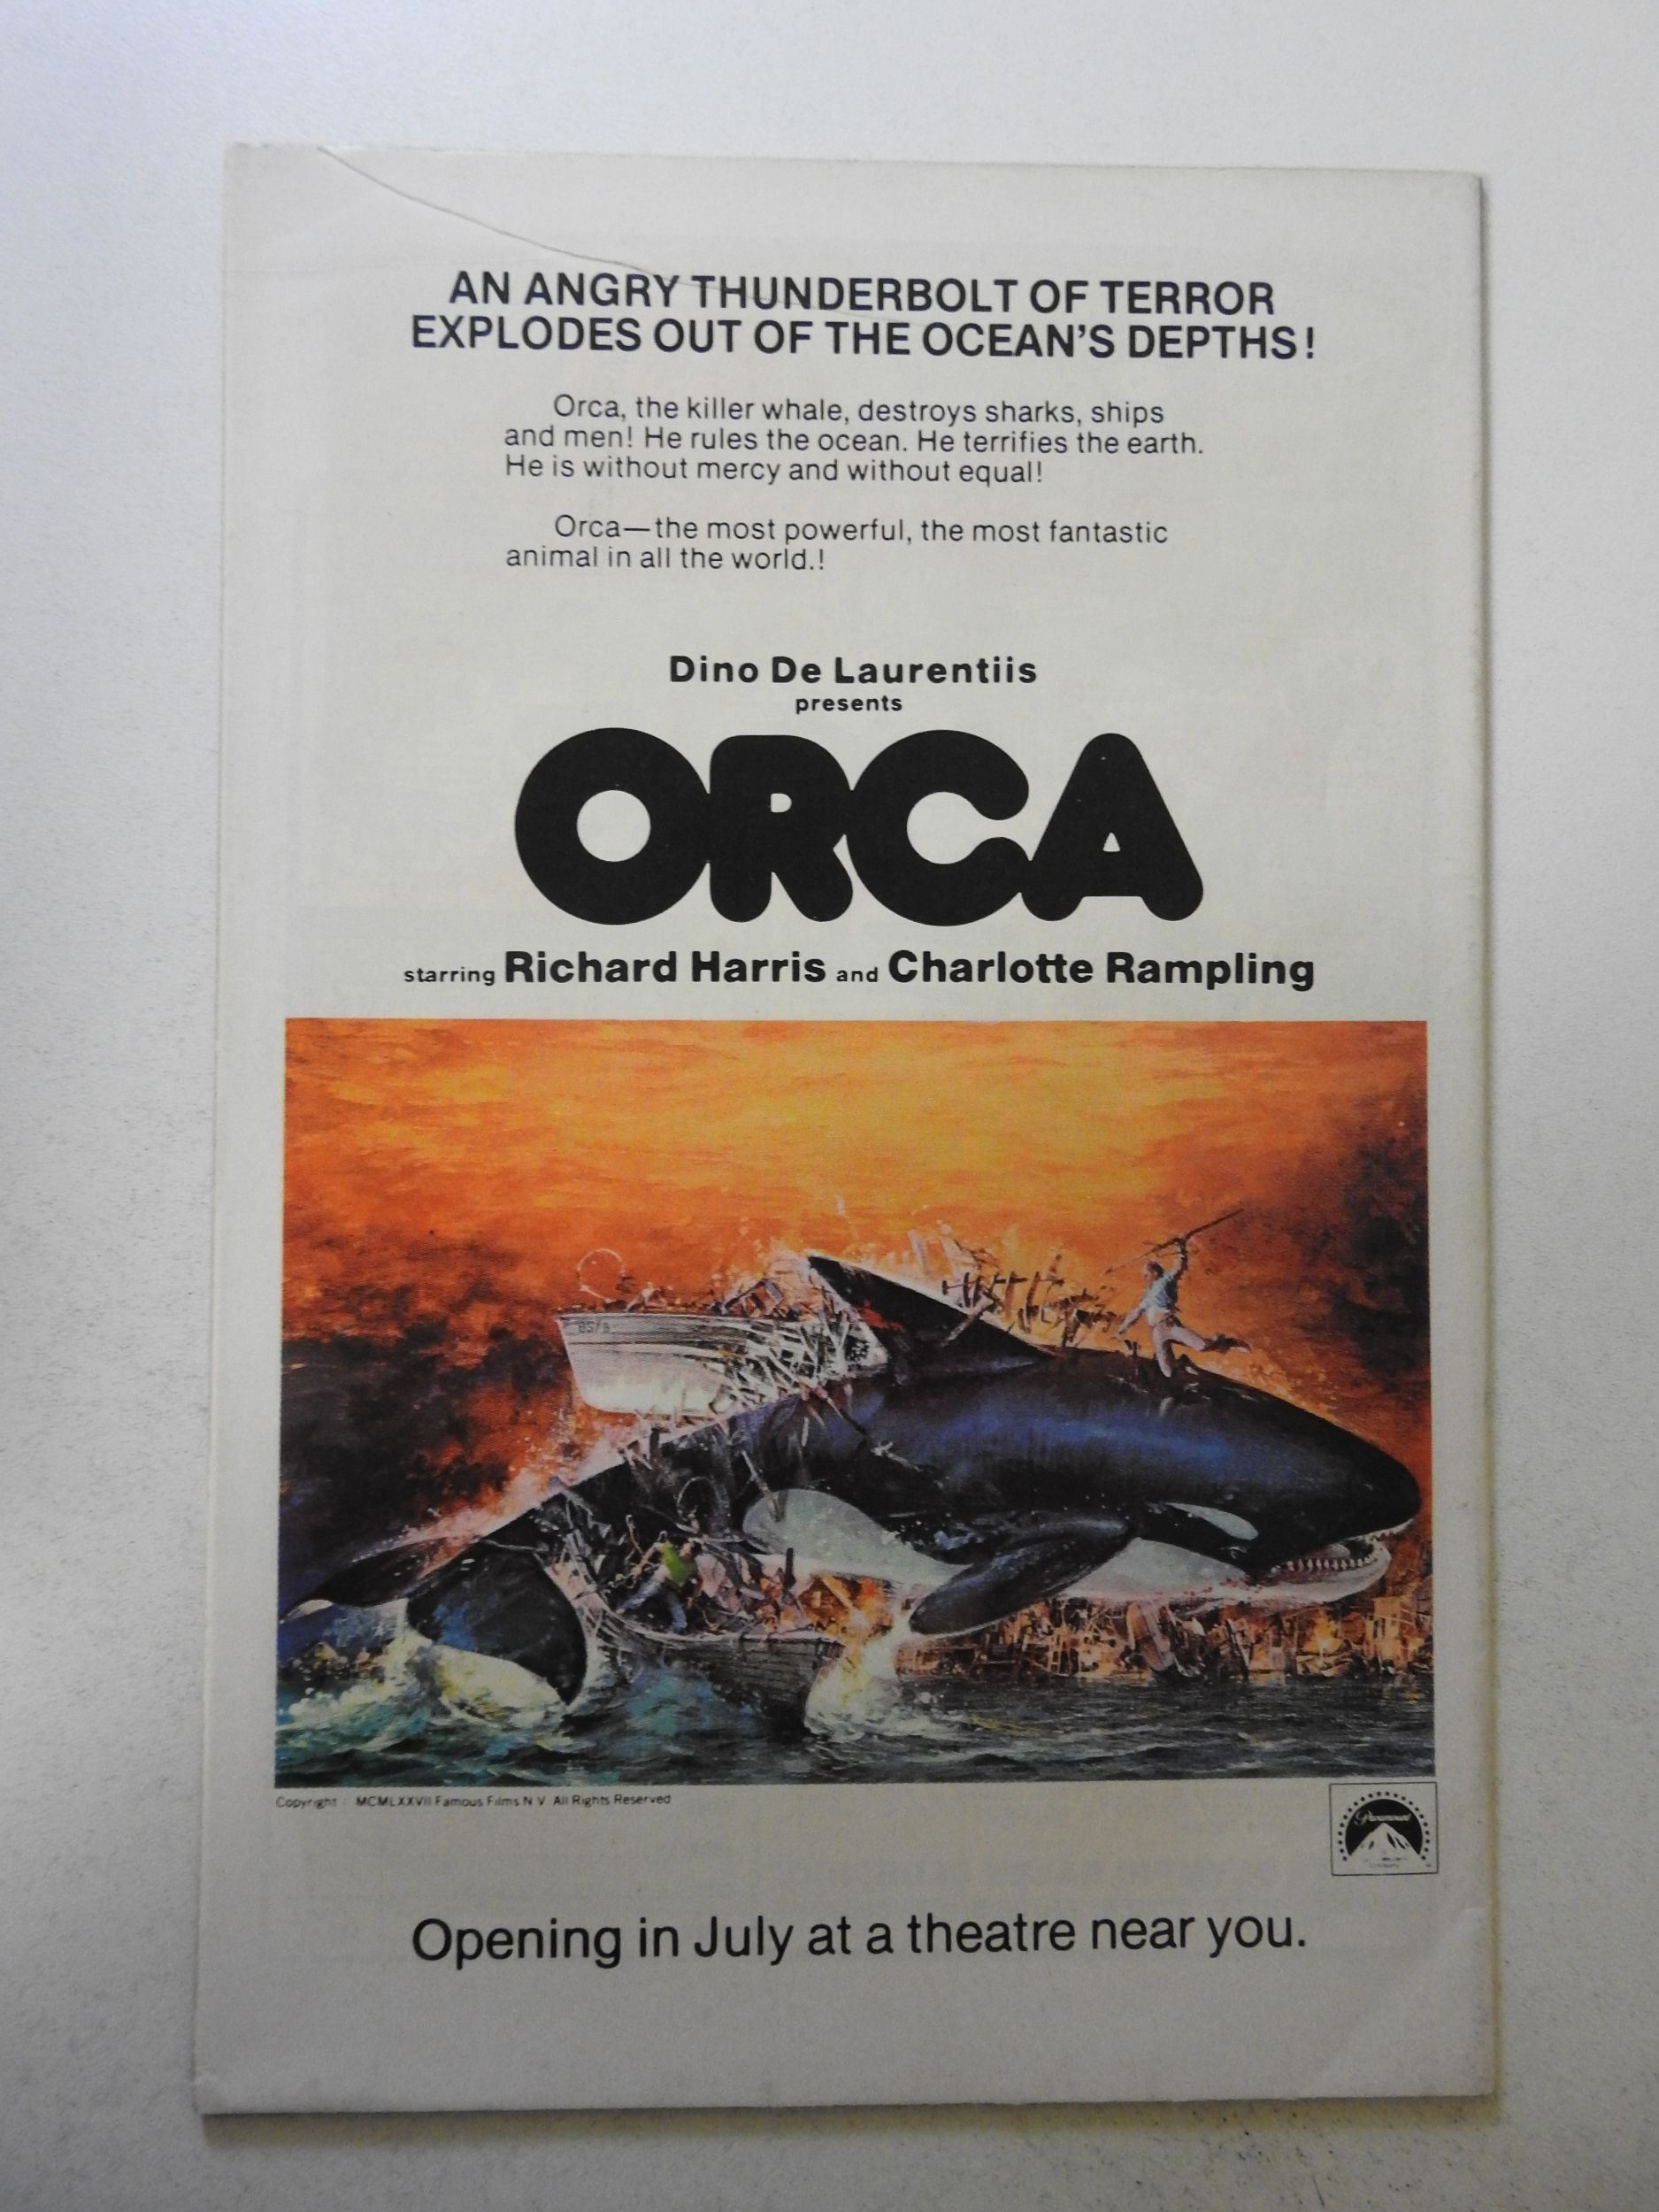 AN ANGRY THUNDERBOLT OF TERROR
EXPLODES OUT OF THE OCEAN'S DEPTHS!
Orca, the killer whale, destroys sharks, ships
and men! He rules the ocean. He terrifies the earth.
He is without mercy and without equal!
Orca—the most powerful, the most fantastic
animal in all the world.!
Dino De Laurentiis
presents
ORCA
starring Richard Harris and Charlotte Rampling
Copyright MCMLXXVII Famous Films N V All Rights Reserved
Paramount
Opening in July at a theatre near you.